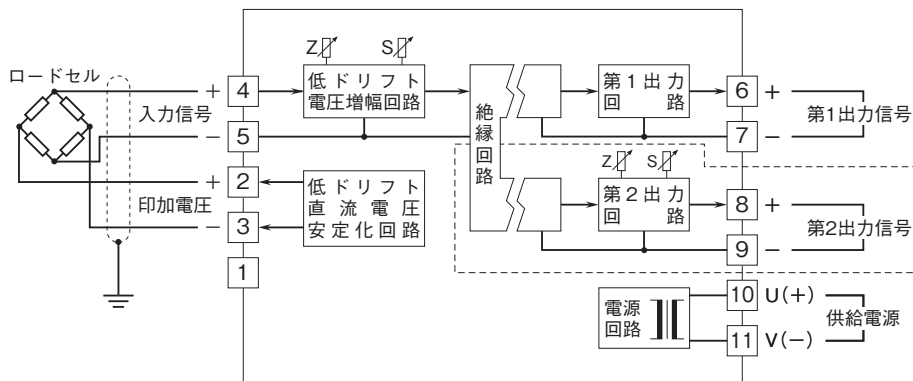 Z S
ロードセル
+ 4
入力信号
− 5
低ドリフト
電圧増幅回路
絶縁回路
第1出力
回路
6 +
7 −
第1出力信号
+ 2
印加電圧
− 3
1
低ドリフト
直流電圧
安定化回路
Z S
第2出力
回路
8 +
9 −
第2出力信号
電源
回路
10 U(+)
11 V(−)
供給電源